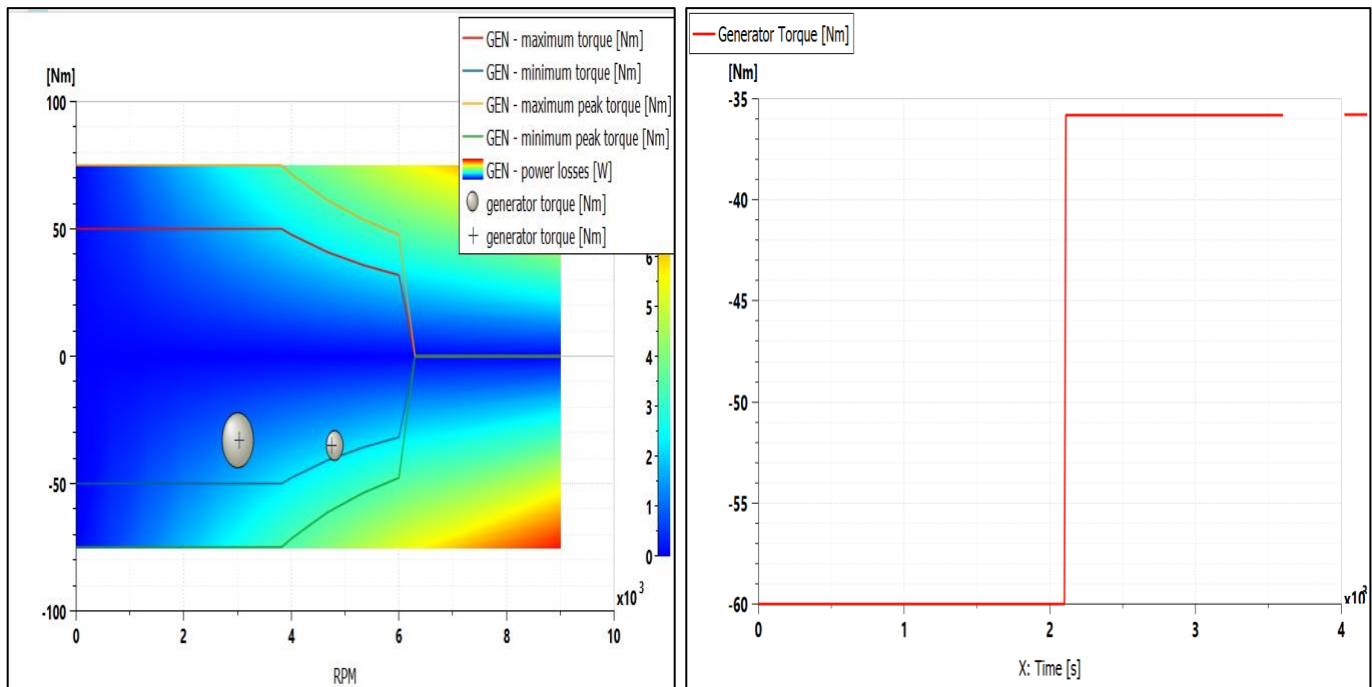 GEN - maximum torque [Nm]
GEN - minimum torque [Nm]
GEN - maximum peak torque [Nm]
GEN - minimum peak torque [Nm]
GEN - power losses [W]
generator torque [Nm]
generator torque [Nm]
[Nm]
100
50
0
-50
-100
0
2
4
6
8
10
x10³
RPM
6
5
4
3
2
1
0
Generator Torque [Nm]
[Nm]
-35
-40
-45
-50
-55
-60
0
1
2
3
4
x10³
X: Time [s]